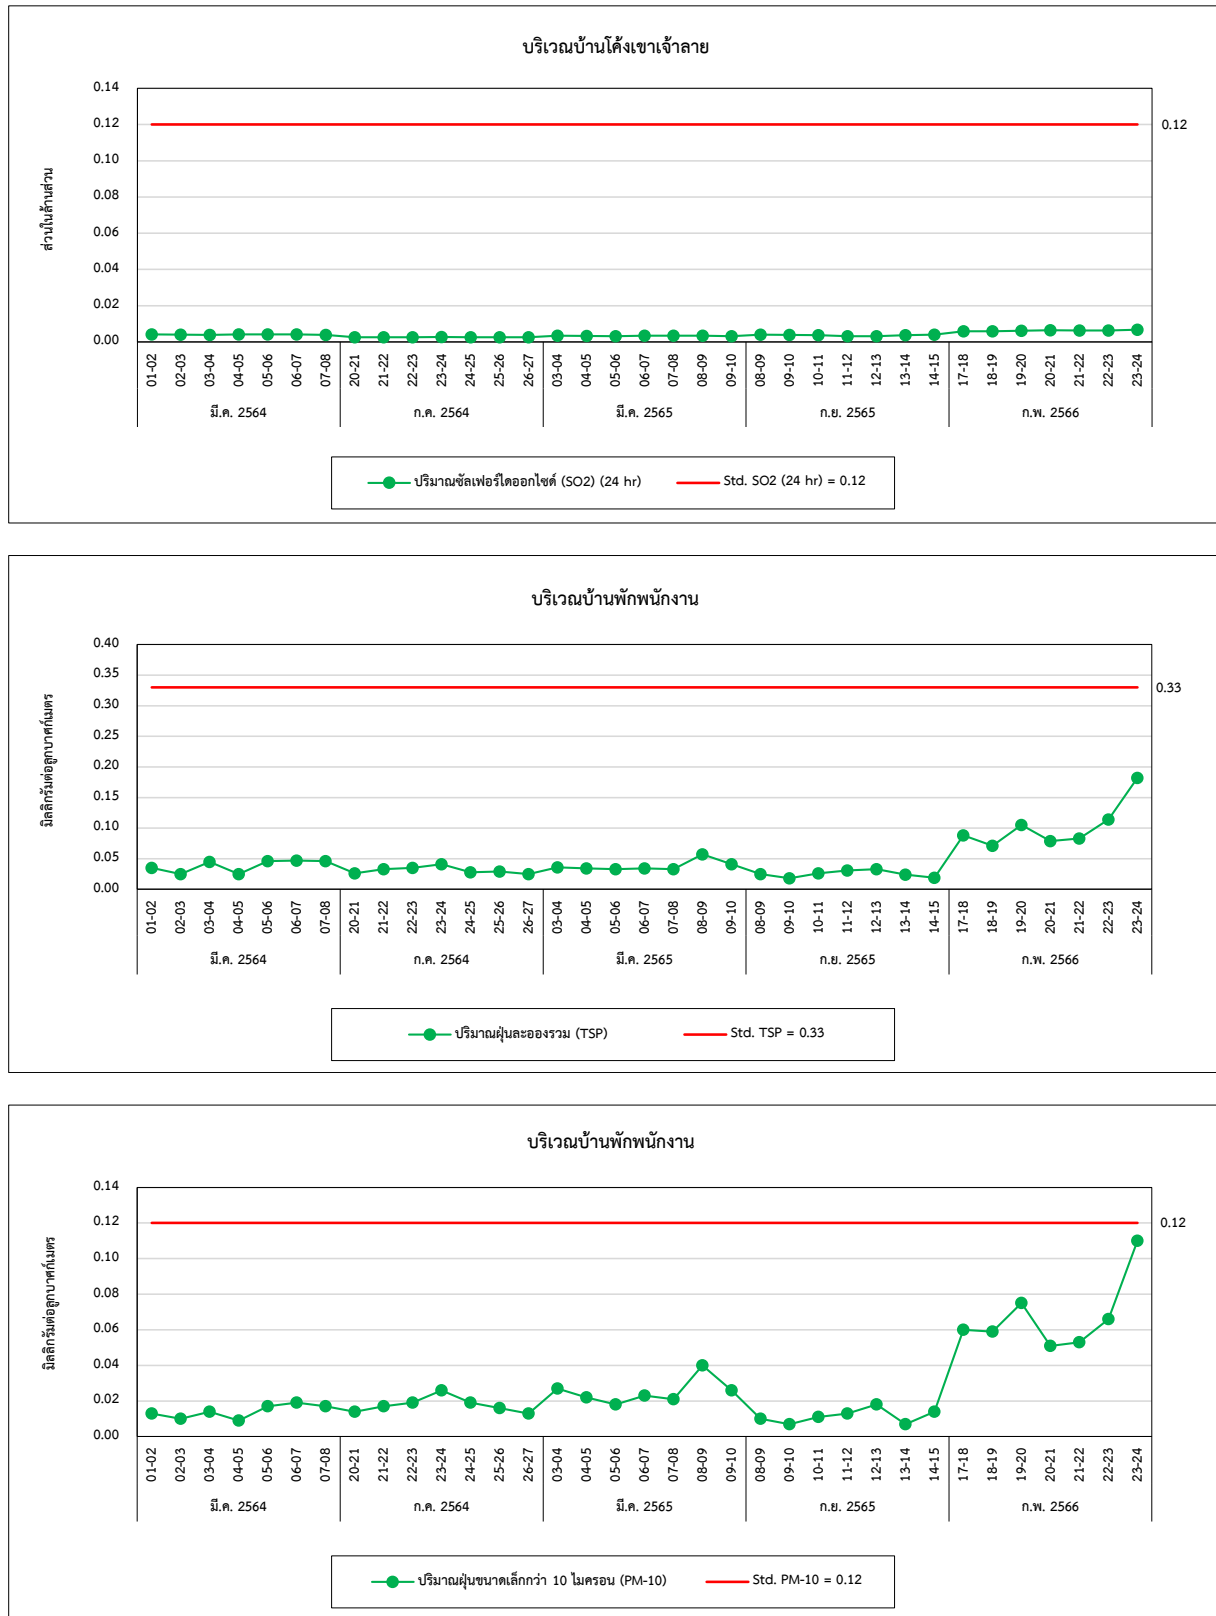 บริเวณบ้านโค้งเขาเจ้าลาย
0.14
0.12
0.10
0.08
0.06
0.04
0.02
0.00
0.12
ส่วนในล้านส่วน
01-02 02-03 03-04 04-05 05-06 06-07 07-08 20-21 21-22 22-23 23-24 24-25 25-26 26-27 03-04 04-05 05-06 06-07 07-08 08-09 09-10 08-09 09-10 10-11 11-12 12-13 13-14 14-15 17-18 18-19 19-20 20-21 21-22 22-23 23-24
มี.ค. 2564 ก.ค. 2564 มี.ค. 2565 ก.ย. 2565 ก.พ. 2566
ปริมาณซัลเฟอร์ไดออกไซด์ (SO2) (24 hr) Std. SO2 (24 hr) = 0.12
บริเวณบ้านพักพนักงาน
0.40
0.35
0.30
0.25
0.20
0.15
0.10
0.05
0.00
0.33
มิลลิกรัมต่อลูกบาศก์เมตร
01-02 02-03 03-04 04-05 05-06 06-07 07-08 20-21 21-22 22-23 23-24 24-25 25-26 26-27 03-04 04-05 05-06 06-07 07-08 08-09 09-10 08-09 09-10 10-11 11-12 12-13 13-14 14-15 17-18 18-19 19-20 20-21 21-22 22-23 23-24
มี.ค. 2564 ก.ค. 2564 มี.ค. 2565 ก.ย. 2565 ก.พ. 2566
ปริมาณฝุ่นละอองรวม (TSP) Std. TSP = 0.33
บริเวณบ้านพักพนักงาน
0.14
0.12
0.10
0.08
0.06
0.04
0.02
0.00
0.12
มิลลิกรัมต่อลูกบาศก์เมตร
01-02 02-03 03-04 04-05 05-06 06-07 07-08 20-21 21-22 22-23 23-24 24-25 25-26 26-27 03-04 04-05 05-06 06-07 07-08 08-09 09-10 08-09 09-10 10-11 11-12 12-13 13-14 14-15 17-18 18-19 19-20 20-21 21-22 22-23 23-24
มี.ค. 2564 ก.ค. 2564 มี.ค. 2565 ก.ย. 2565 ก.พ. 2566
ปริมาณฝุ่นขนาดเล็กกว่า 10 ไมครอน (PM-10) Std. PM-10 = 0.12